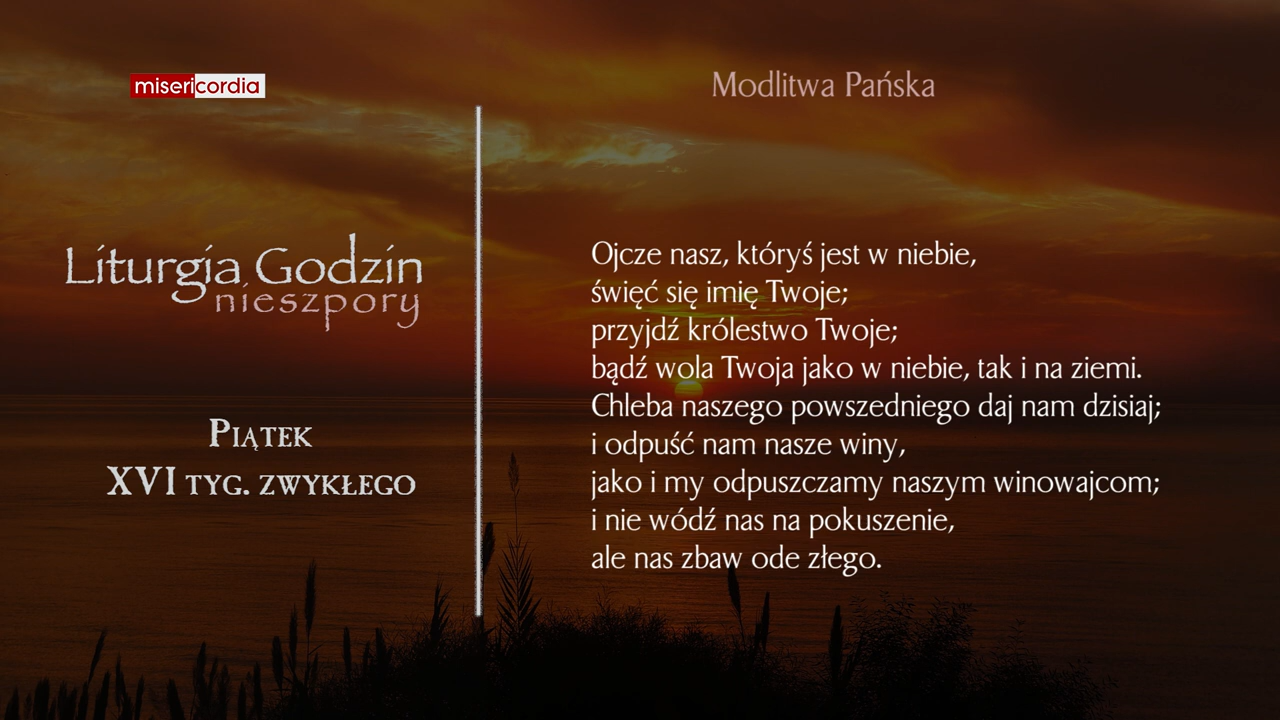 misericordia
Liturgia Godzin
nieszpory
Piątek
XVI tyg. zwykłego
Modlitwa Pańska
Ojcze nasz, któryś jest w niebie,
święć się imię Twoje;
przyjdź królestwo Twoje;
bądź wola Twoja jako w niebie, tak i na ziemi.
Chleba naszego powszedniego daj nam dzisiaj;
i odpuść nam nasze winy,
jako i my odpuszczamy naszym winowajcom;
i nie wódź nas na pokuszenie,
ale nas zbaw ode złego.